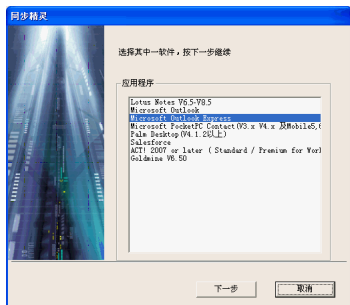 同步精灵
选择其中一软件，按下一步继续
应用程序
Lotus Notes V6.5-V8.5
Microsoft Outlook
Microsoft Outlook Express
Microsoft PocketPC Contact(V3.x V4.x 及Mobile5,6
Palm Desktop(V4.1.2以上)
Salesforce
ACT! 2007 or later ( Standard / Premium for Worl
Goldmine V6.50
下一步
取消